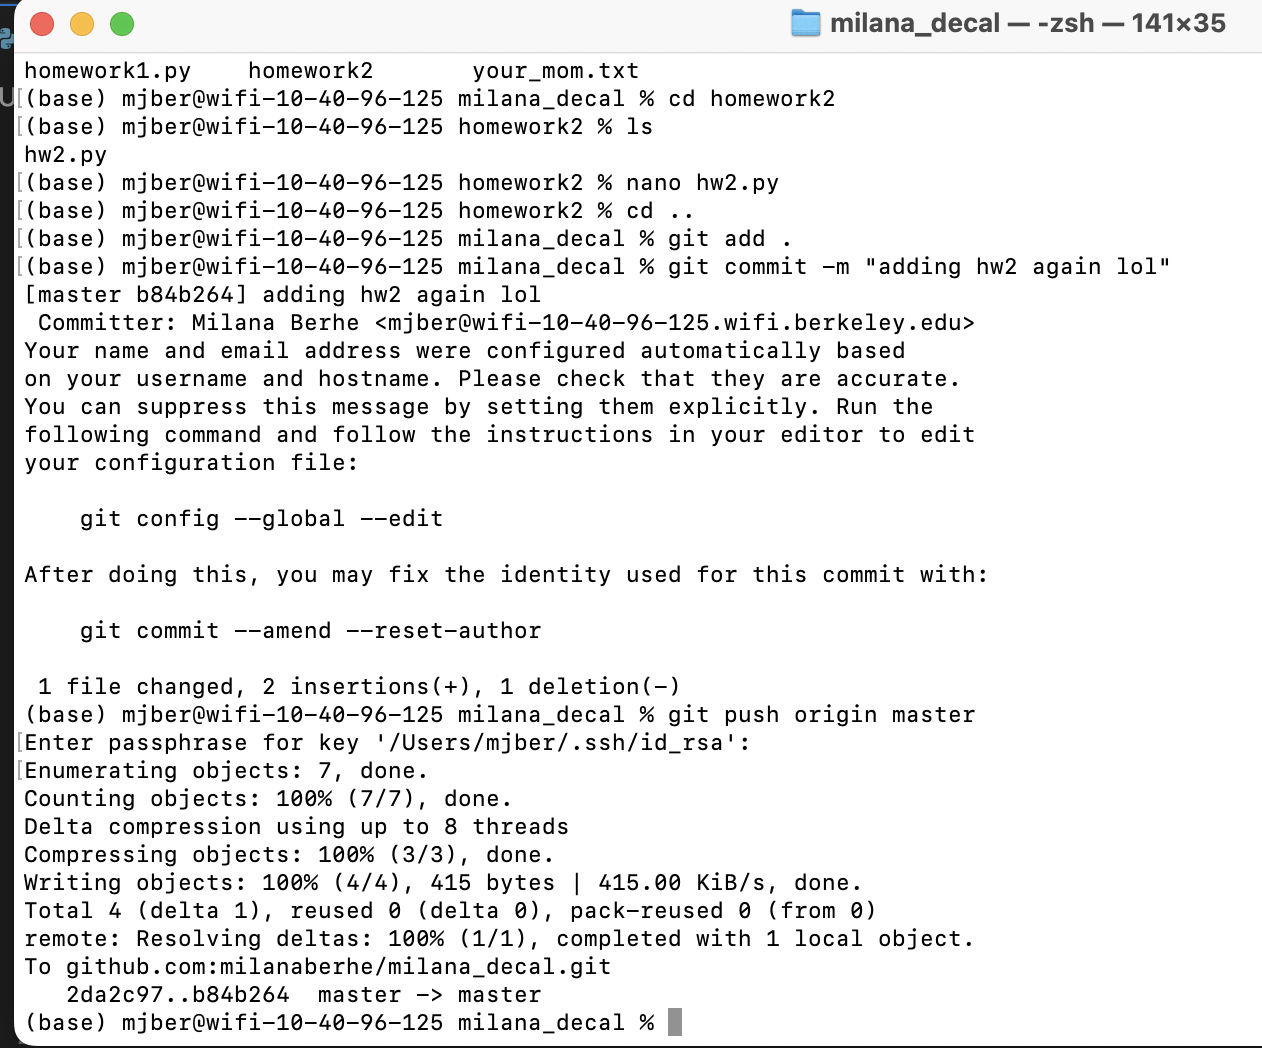 milana_decal — -zsh — 141×35
homework1.py    homework2       your_mom.txt
[(base) mjber@wifi-10-40-96-125 milana_decal % cd homework2
[(base) mjber@wifi-10-40-96-125 homework2 % ls
hw2.py
[(base) mjber@wifi-10-40-96-125 homework2 % nano hw2.py
[(base) mjber@wifi-10-40-96-125 homework2 % cd ..
[(base) mjber@wifi-10-40-96-125 milana_decal % git add .
[(base) mjber@wifi-10-40-96-125 milana_decal % git commit -m "adding hw2 again lol"
[master b84b264] adding hw2 again lol
 Committer: Milana Berhe <mjber@wifi-10-40-96-125.wifi.berkeley.edu>
Your name and email address were configured automatically based
on your username and hostname. Please check that they are accurate.
You can suppress this message by setting them explicitly. Run the
following command and follow the instructions in your editor to edit
your configuration file:

    git config --global --edit

After doing this, you may fix the identity used for this commit with:

    git commit --amend --reset-author

 1 file changed, 2 insertions(+), 1 deletion(-)
(base) mjber@wifi-10-40-96-125 milana_decal % git push origin master
[Enter passphrase for key '/Users/mjber/.ssh/id_rsa':
[Enumerating objects: 7, done.
Counting objects: 100% (7/7), done.
Delta compression using up to 8 threads
Compressing objects: 100% (3/3), done.
Writing objects: 100% (4/4), 415 bytes | 415.00 KiB/s, done.
Total 4 (delta 1), reused 0 (delta 0), pack-reused 0 (from 0)
remote: Resolving deltas: 100% (1/1), completed with 1 local object.
To github.com:milanaberhe/milana_decal.git
   2da2c97..b84b264  master -> master
(base) mjber@wifi-10-40-96-125 milana_decal %